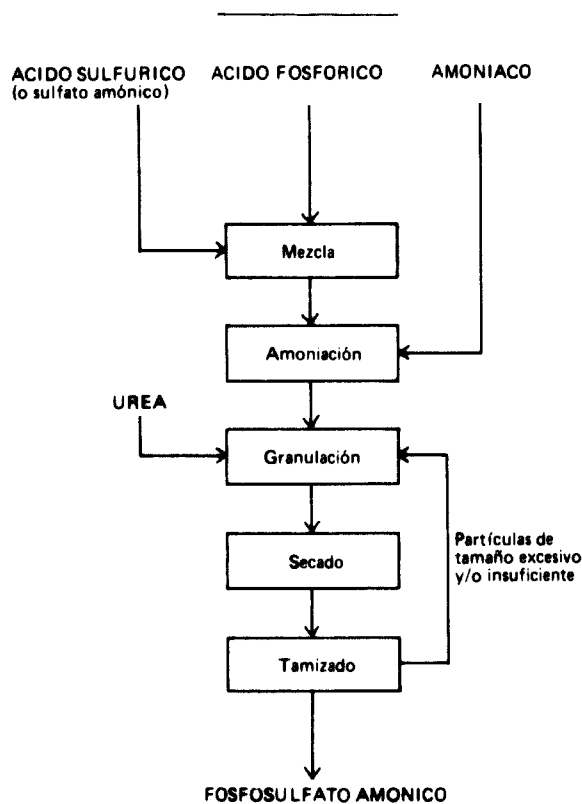 ACIDO SULFURICO
(o sulfato amónico)
ACIDO FOSFORICO
AMONIACO
Mezcla
Amoniación
UREA
Granulación
Partículas de
tamaño excesivo
y/o insuficiente
Secado
Tamizado
FOSFOSULFATO AMONICO